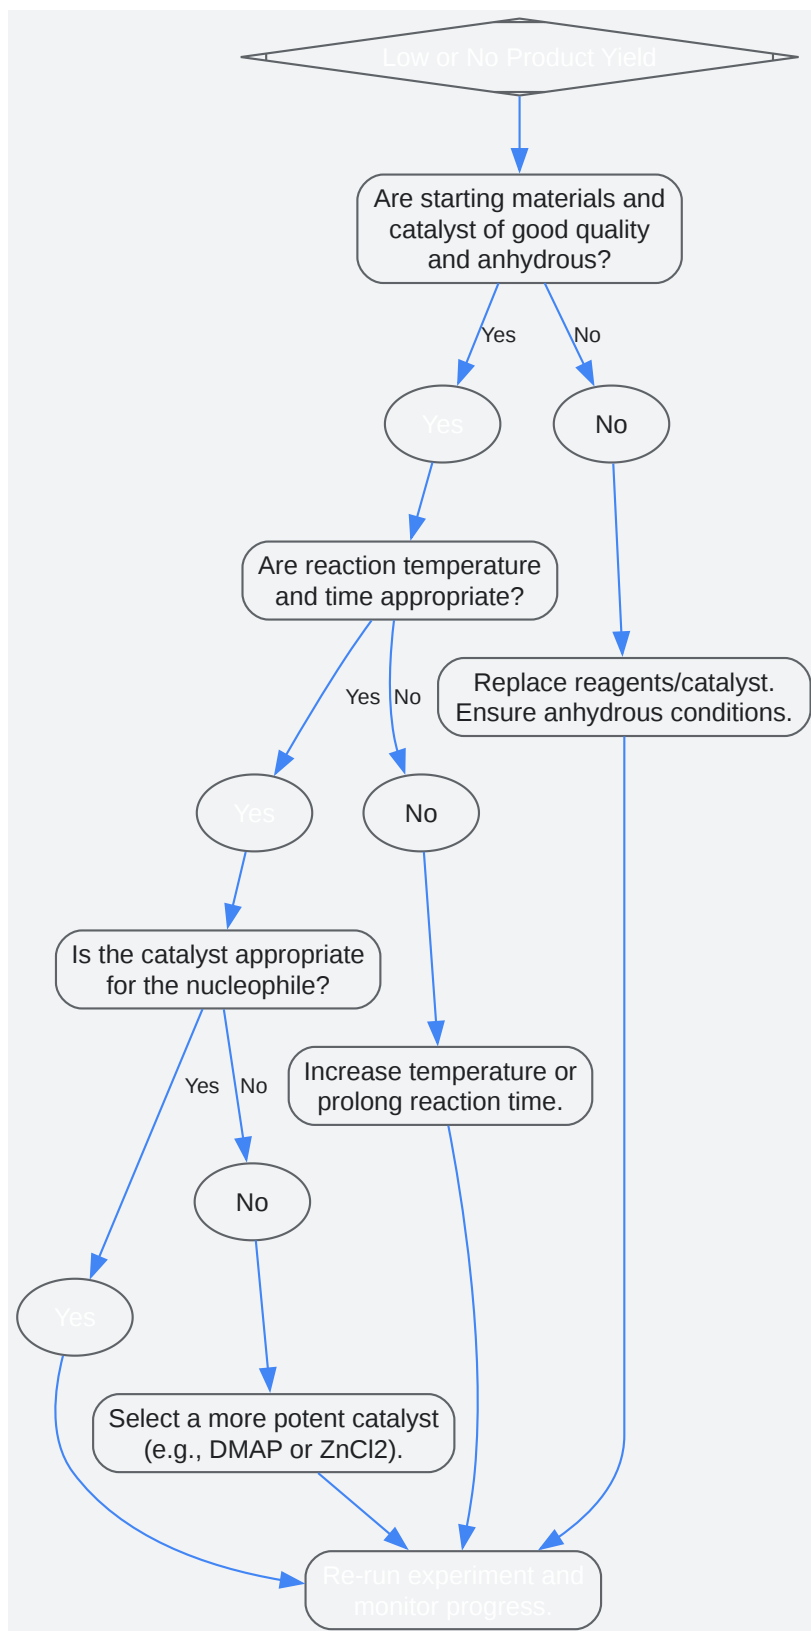 Low or No Product Yield
Are starting materials and
catalyst of good quality
and anhydrous?
Yes
No
Yes
No
Are reaction temperature
and time appropriate?
Replace reagents/catalyst.
Ensure anhydrous conditions.
Yes
No
Yes
No
Is the catalyst appropriate
for the nucleophile?
Increase temperature or
prolong reaction time.
Yes
No
No
Yes
Select a more potent catalyst
(e.g., DMAP or ZnCl2).
Re-run experiment and
monitor progress.